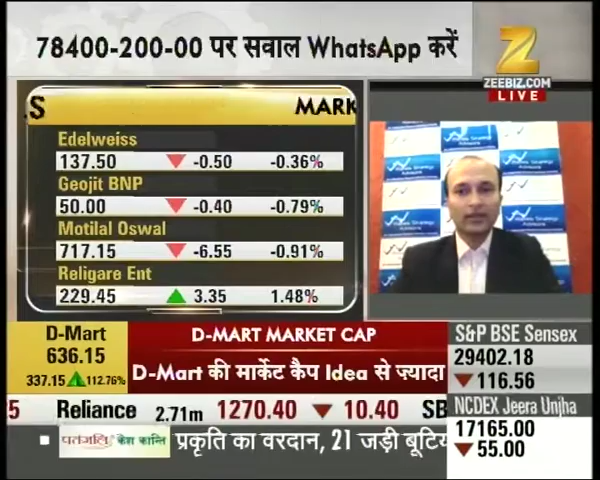 78400-200-00 पर सवाल WhatsApp करें
Z
ZEEBIZ.COM
LIVE
.S MARK
Edelweiss
137.50 -0.50 -0.36%
Geojit BNP
50.00 -0.40 -0.79%
Motilal Oswal
717.15 -6.55 -0.91%
Religare Ent
229.45 3.35 1.48%
D-Mart
636.15
337.15 112.76%
D-MART MARKET CAP
D-Mart की मार्केट कैप Idea से ज्यादा
S&P BSE Sensex
29402.18
116.56
NCDEX Jeera Unjha
17165.00
55.00
5 Reliance 2.71m 1270.40 10.40 SB
पतंजलि केश कान्ति प्रकृति का वरदान, 21 जड़ी बूटिय